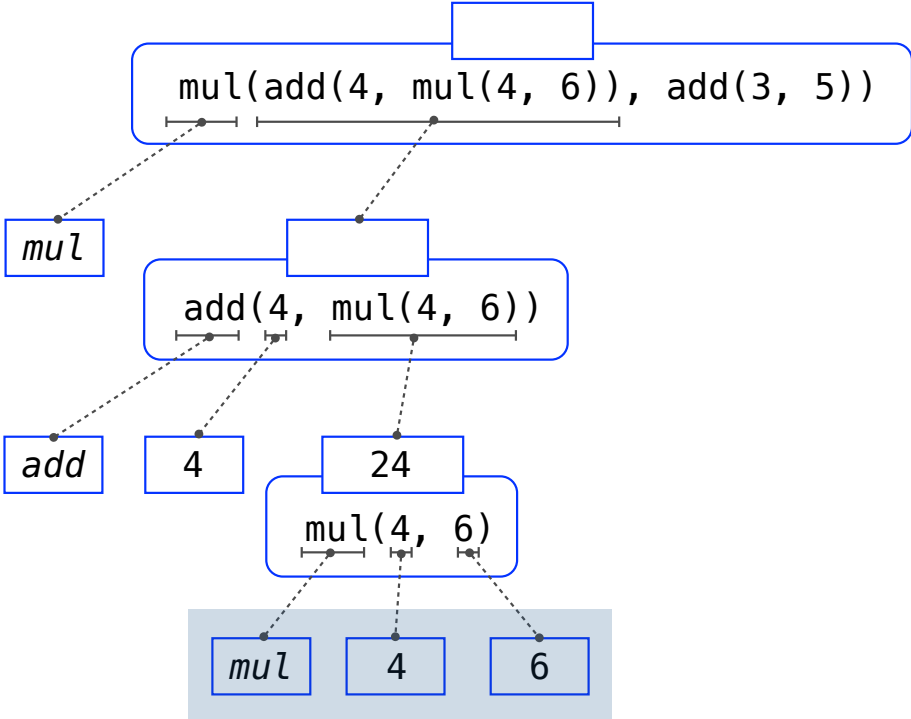 mul(add(4, mul(4, 6)), add(3, 5))
mul
add(4, mul(4, 6))
add
4
24
mul(4, 6)
mul
4
6